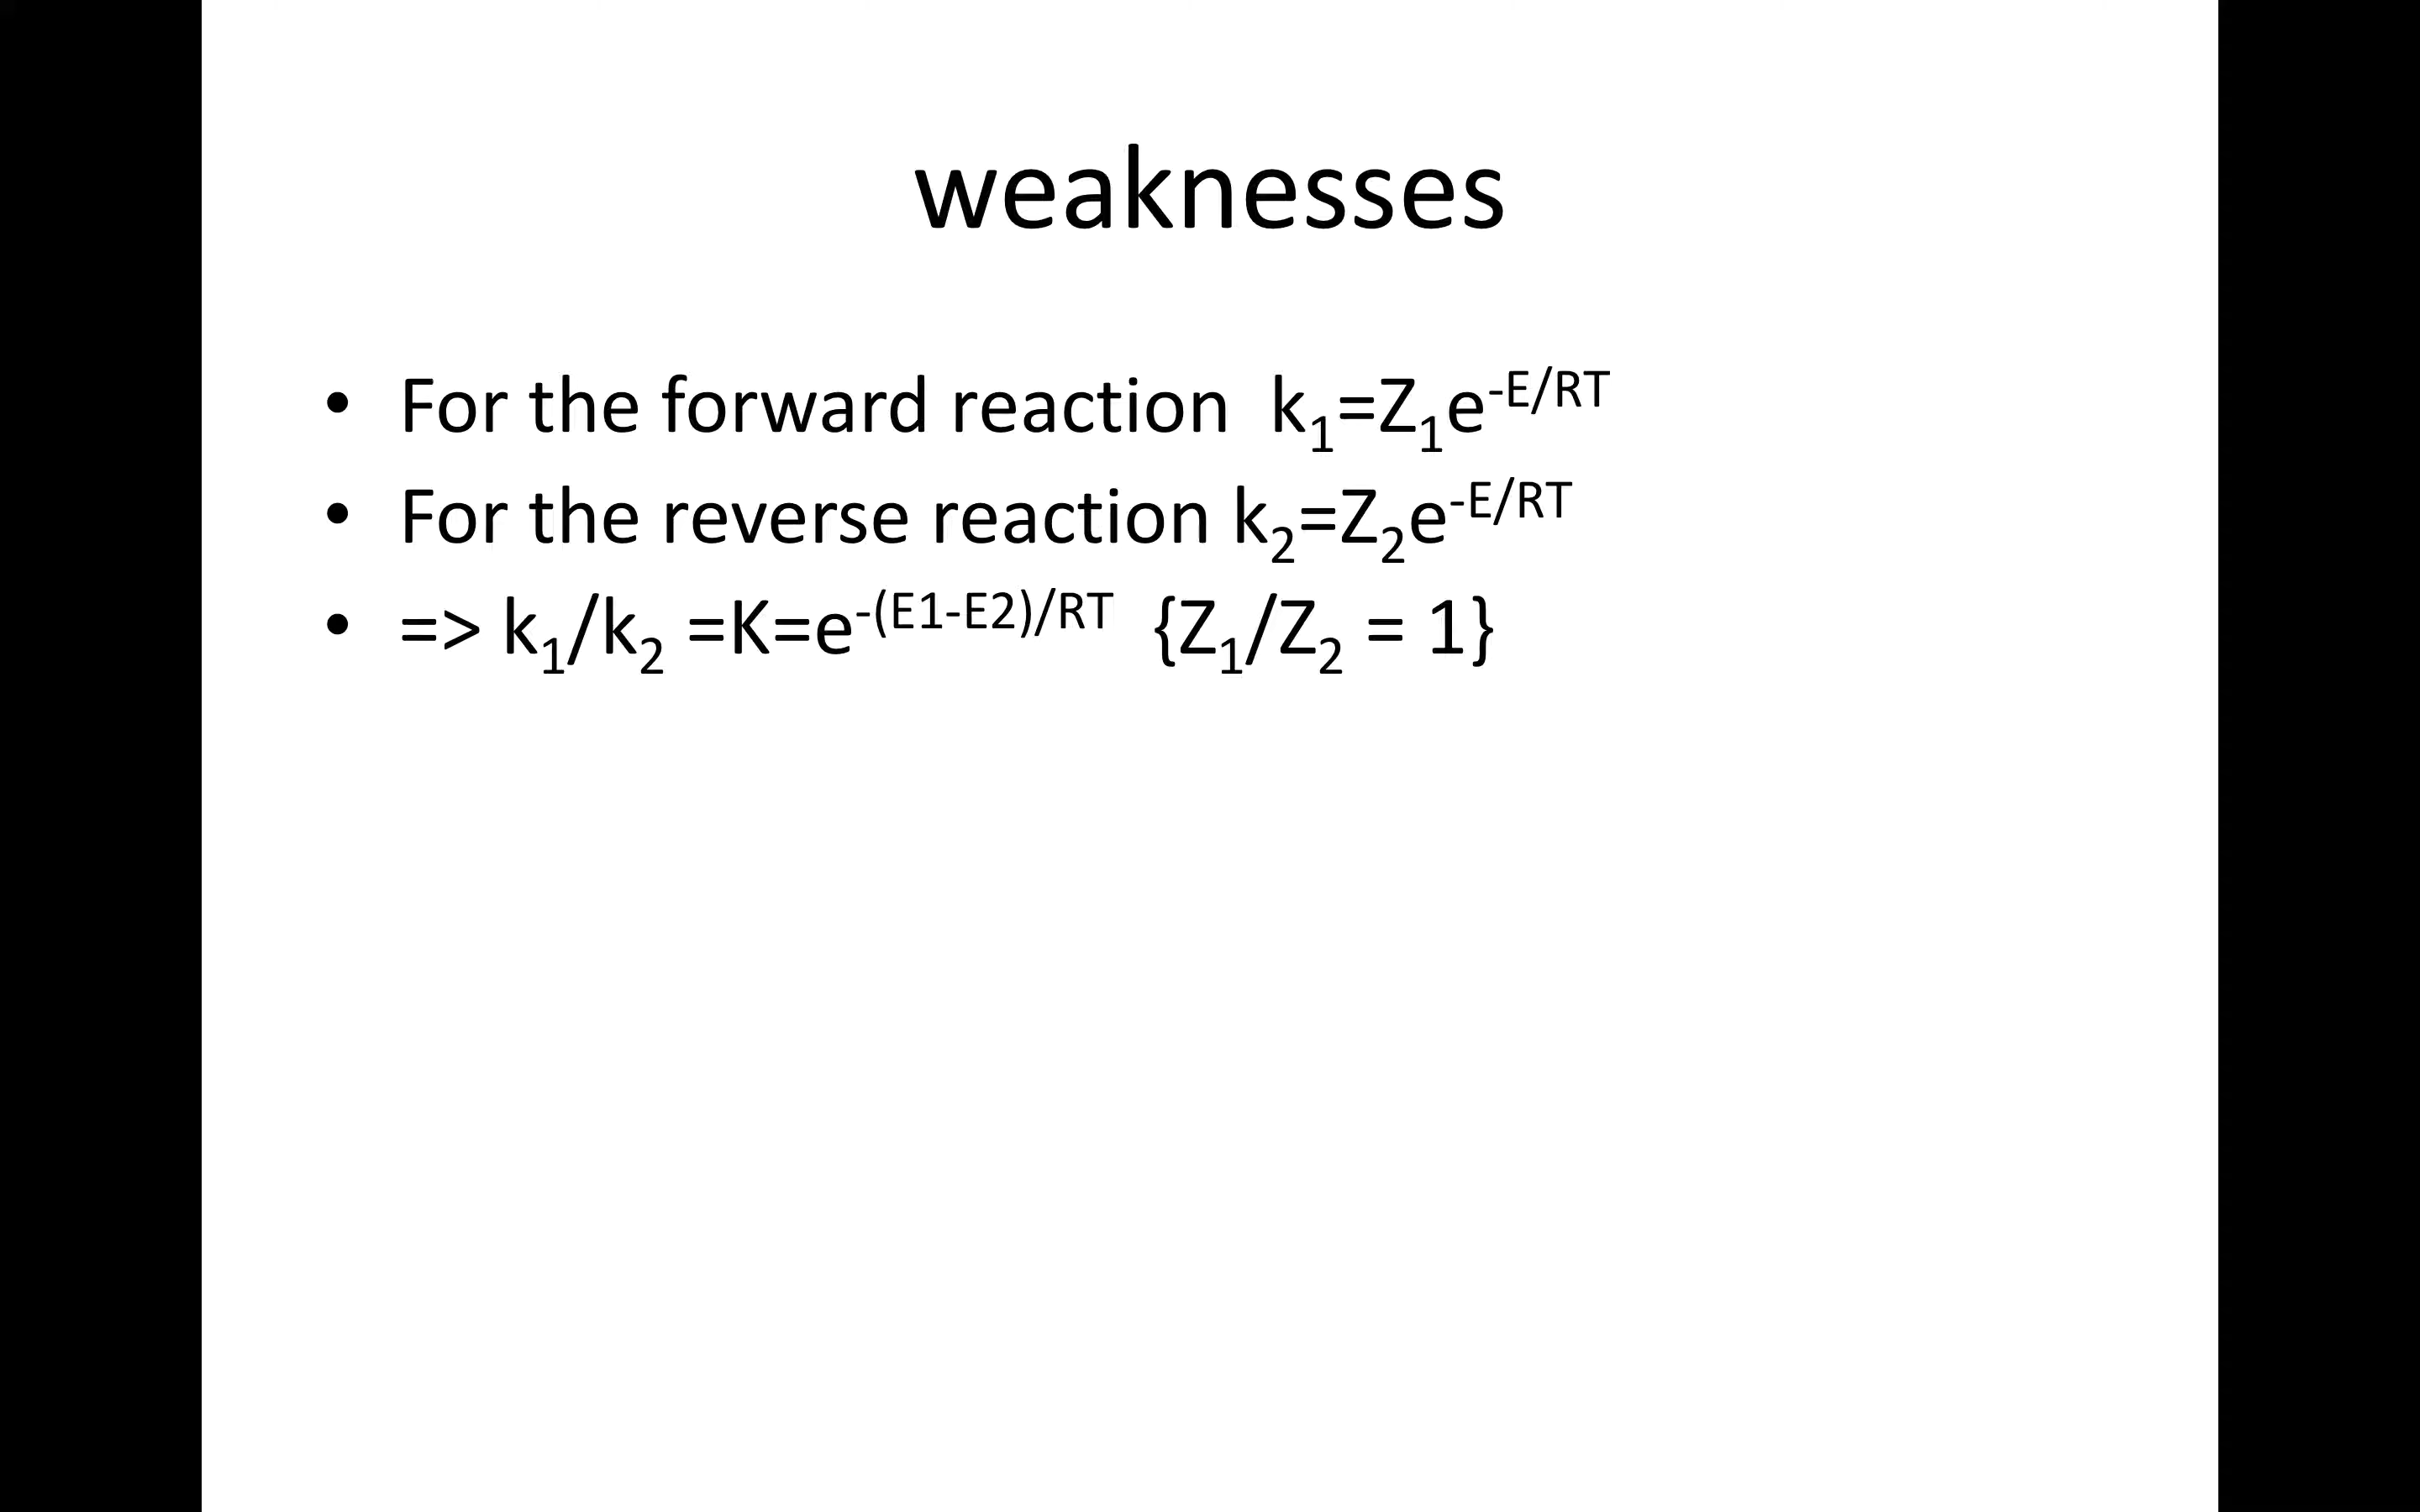 weaknesses
• For the forward reaction k₁=Z₁e⁻ᴱ/ᴿᵀ
• For the reverse reaction k₂=Z₂e⁻ᴱ/ᴿᵀ
• => k₁/k₂ =K=e^-(E1-E2)/RT {Z₁/Z₂ = 1}